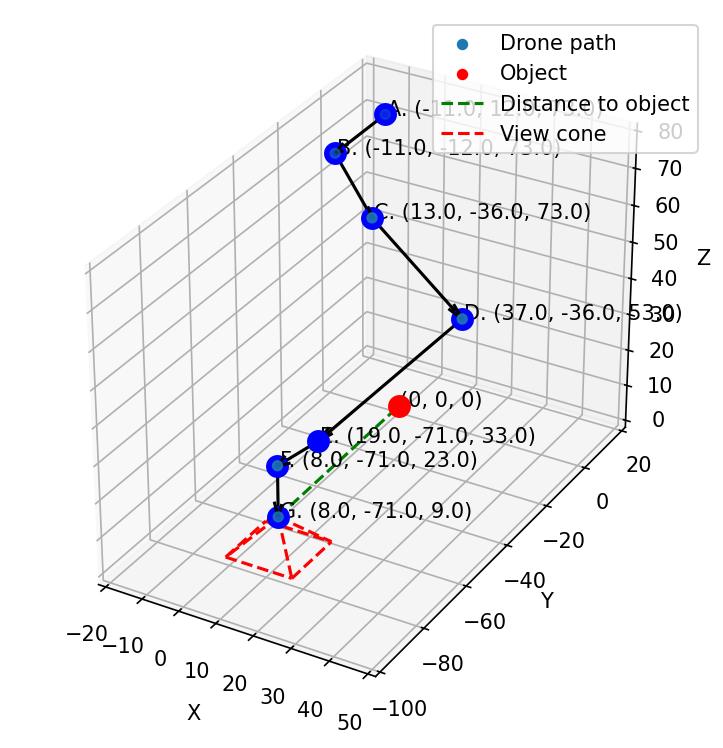 Drone path
Object
Distance to object
View cone
A. (-11.0, 12.0, 73.0)
B. (-11.0, -12.0, 73.0)
C. (13.0, -36.0, 73.0)
D. (37.0, -36.0, 53.0)
(0, 0, 0)
E. (19.0, -71.0, 33.0)
F. (8.0, -71.0, 23.0)
G. (8.0, -71.0, 9.0)
80
70
60
50
40
30
20
10
0
Z
20
0
−20
−40
−60
−80
−100
Y
−20
−10
0
10
20
30
40
50
X